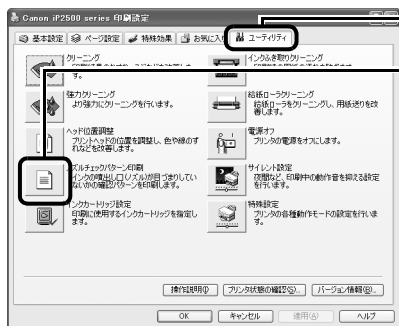 Canon iP2500 series 印刷設定
基本設定 ページ設定 特殊効果 お気に入り ユーティリティ
クリーニング
インクふき取りクリーニング
強力クリーニング
より強力にクリーニングを行います。
給紙ローラクリーニング
給紙ローラをクリーニングし、用紙送りを改善します。
ヘッド位置調整
プリントヘッドの位置を調整し、色や線のずれなどを改善します。
電源オフ
プリンタの電源をオフにします。
ノズルチェックパターン印刷
インクの噴出し口(ノズル)が目づまりしていないかの確認パターンを印刷します。
サイレント設定
夜間など、印刷中の動作音を抑える設定を行います。
インクカートリッジ設定
印刷に使用するインクカートリッジを指定します。
特殊設定
プリンタの各種動作モードの設定を行います。
操作説明(I) プリンタ状態の確認(S)... バージョン情報(B)...
OK キャンセル 適用(A) ヘルプ